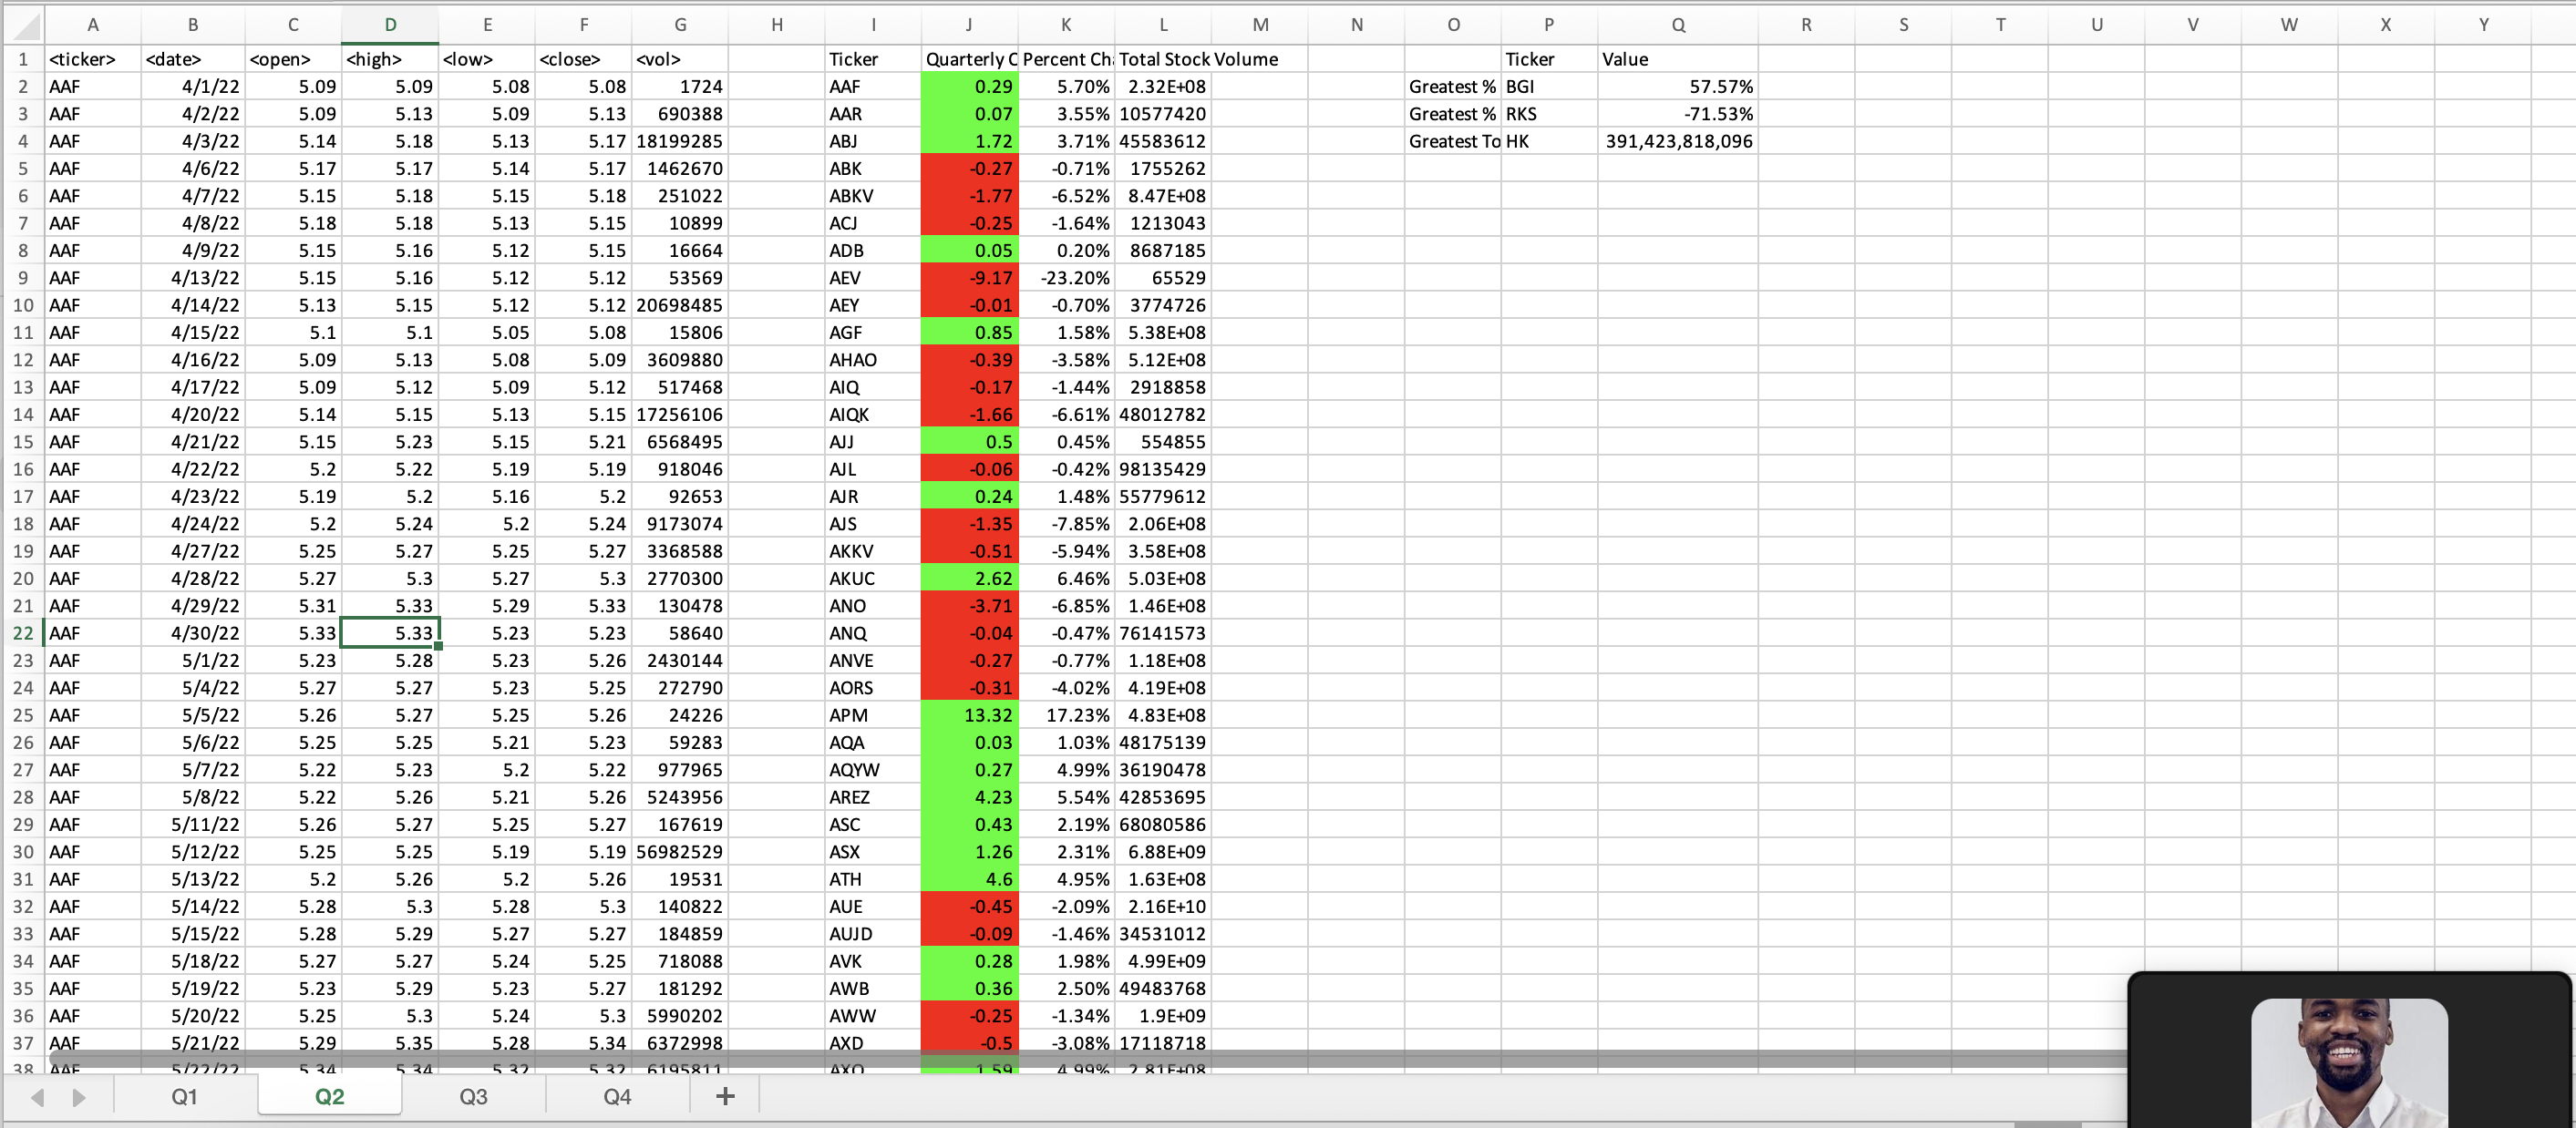 A B C D E F G H I J K L M N O P Q R S T U V W X Y
1 <ticker> <date> <open> <high> <low> <close> <vol> Ticker Quarterly C Percent Ch Total Stock Volume Ticker Value
2 AAF 4/1/22 5.09 5.09 5.08 5.08 1724 AAF 0.29 5.70% 2.32E+08 Greatest % BGI 57.57%
3 AAF 4/2/22 5.09 5.13 5.09 5.13 690388 AAR 0.07 3.55% 10577420 Greatest % RKS -71.53%
4 AAF 4/3/22 5.14 5.18 5.13 5.17 18199285 ABJ 1.72 3.71% 45583612 Greatest To HK 391,423,818,096
5 AAF 4/6/22 5.17 5.17 5.14 5.17 1462670 ABK -0.27 -0.71% 1755262
6 AAF 4/7/22 5.15 5.18 5.15 5.18 251022 ABKV -1.77 -6.52% 8.47E+08
7 AAF 4/8/22 5.18 5.18 5.13 5.15 10899 ACJ -0.25 -1.64% 1213043
8 AAF 4/9/22 5.15 5.16 5.12 5.15 16664 ADB 0.05 0.20% 8687185
9 AAF 4/13/22 5.15 5.16 5.12 5.12 53569 AEV -9.17 -23.20% 65529
10 AAF 4/14/22 5.13 5.15 5.12 5.12 20698485 AEY -0.01 -0.70% 3774726
11 AAF 4/15/22 5.1 5.1 5.05 5.08 15806 AGF 0.85 1.58% 5.38E+08
12 AAF 4/16/22 5.09 5.13 5.08 5.09 3609880 AHAO -0.39 -3.58% 5.12E+08
13 AAF 4/17/22 5.09 5.12 5.09 5.12 517468 AIQ -0.17 -1.44% 2918858
14 AAF 4/20/22 5.14 5.15 5.13 5.15 17256106 AIQK -1.66 -6.61% 48012782
15 AAF 4/21/22 5.15 5.23 5.15 5.21 6568495 AJJ 0.5 0.45% 554855
16 AAF 4/22/22 5.2 5.22 5.19 5.19 918046 AJL -0.06 -0.42% 98135429
17 AAF 4/23/22 5.19 5.2 5.16 5.2 92653 AJR 0.24 1.48% 55779612
18 AAF 4/24/22 5.2 5.24 5.2 5.24 9173074 AJS -1.35 -7.85% 2.06E+08
19 AAF 4/27/22 5.25 5.27 5.25 5.27 3368588 AKKV -0.51 -5.94% 3.58E+08
20 AAF 4/28/22 5.27 5.3 5.27 5.3 2770300 AKUC 2.62 6.46% 5.03E+08
21 AAF 4/29/22 5.31 5.33 5.29 5.33 130478 ANO -3.71 -6.85% 1.46E+08
22 AAF 4/30/22 5.33 5.33 5.23 5.23 58640 ANQ -0.04 -0.47% 76141573
23 AAF 5/1/22 5.23 5.28 5.23 5.26 2430144 ANVE -0.27 -0.77% 1.18E+08
24 AAF 5/4/22 5.27 5.27 5.23 5.25 272790 AORS -0.31 -4.02% 4.19E+08
25 AAF 5/5/22 5.26 5.27 5.25 5.26 24226 APM 13.32 17.23% 4.83E+08
26 AAF 5/6/22 5.25 5.25 5.21 5.23 59283 AQA 0.03 1.03% 48175139
27 AAF 5/7/22 5.22 5.23 5.2 5.22 977965 AQYW 0.27 4.99% 36190478
28 AAF 5/8/22 5.22 5.26 5.21 5.26 5243956 AREZ 4.23 5.54% 42853695
29 AAF 5/11/22 5.26 5.27 5.25 5.27 167619 ASC 0.43 2.19% 68080586
30 AAF 5/12/22 5.25 5.25 5.19 5.19 56982529 ASX 1.26 2.31% 6.88E+09
31 AAF 5/13/22 5.2 5.26 5.2 5.26 19531 ATH 4.6 4.95% 1.63E+08
32 AAF 5/14/22 5.28 5.3 5.28 5.3 140822 AUE -0.45 -2.09% 2.16E+10
33 AAF 5/15/22 5.28 5.29 5.27 5.27 184859 AUJD -0.09 -1.46% 34531012
34 AAF 5/18/22 5.27 5.27 5.24 5.25 718088 AVK 0.28 1.98% 4.99E+09
35 AAF 5/19/22 5.23 5.29 5.23 5.27 181292 AWB 0.36 2.50% 49483768
36 AAF 5/20/22 5.25 5.3 5.24 5.3 5990202 AWW -0.25 -1.34% 1.9E+09
37 AAF 5/21/22 5.29 5.35 5.28 5.34 6372998 AXD -0.5 -3.08% 17118718
38 AAF 5/22/22 5.34 5.34 5.32 5.32 6195811 1.59 4.99% 2.81E+08
Q1 Q2 Q3 Q4 +